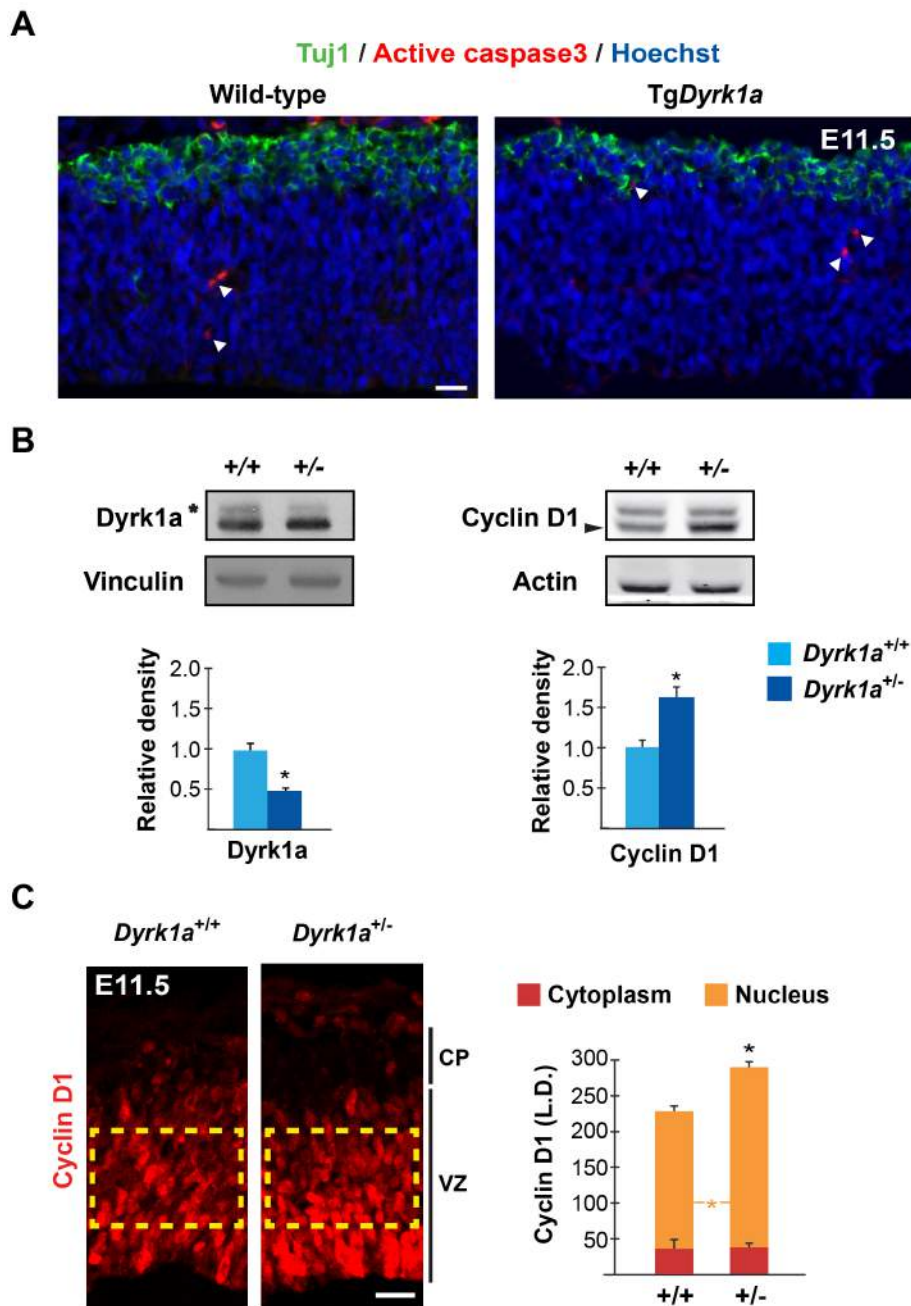 A
Tuj1 / Active caspase3 / Hoechst
Wild-type
TgDyrk1a
E11.5
B
+/+ +/-
Dyrk1a *
Vinculin
+/+ +/-
Cyclin D1
Actin
Relative density
2.0
1.5
1.0
0.5
*
Dyrk1a
Relative density
2.0
1.5
1.0
0.5
*
Cyclin D1
Dyrk1a+/+
Dyrk1a+/-
C
Dyrk1a+/+
Dyrk1a+/-
E11.5
Cyclin D1
CP
VZ
Cytoplasm
Nucleus
Cyclin D1 (L.D.)
300
250
200
150
100
50
*
*
+/+
+/-